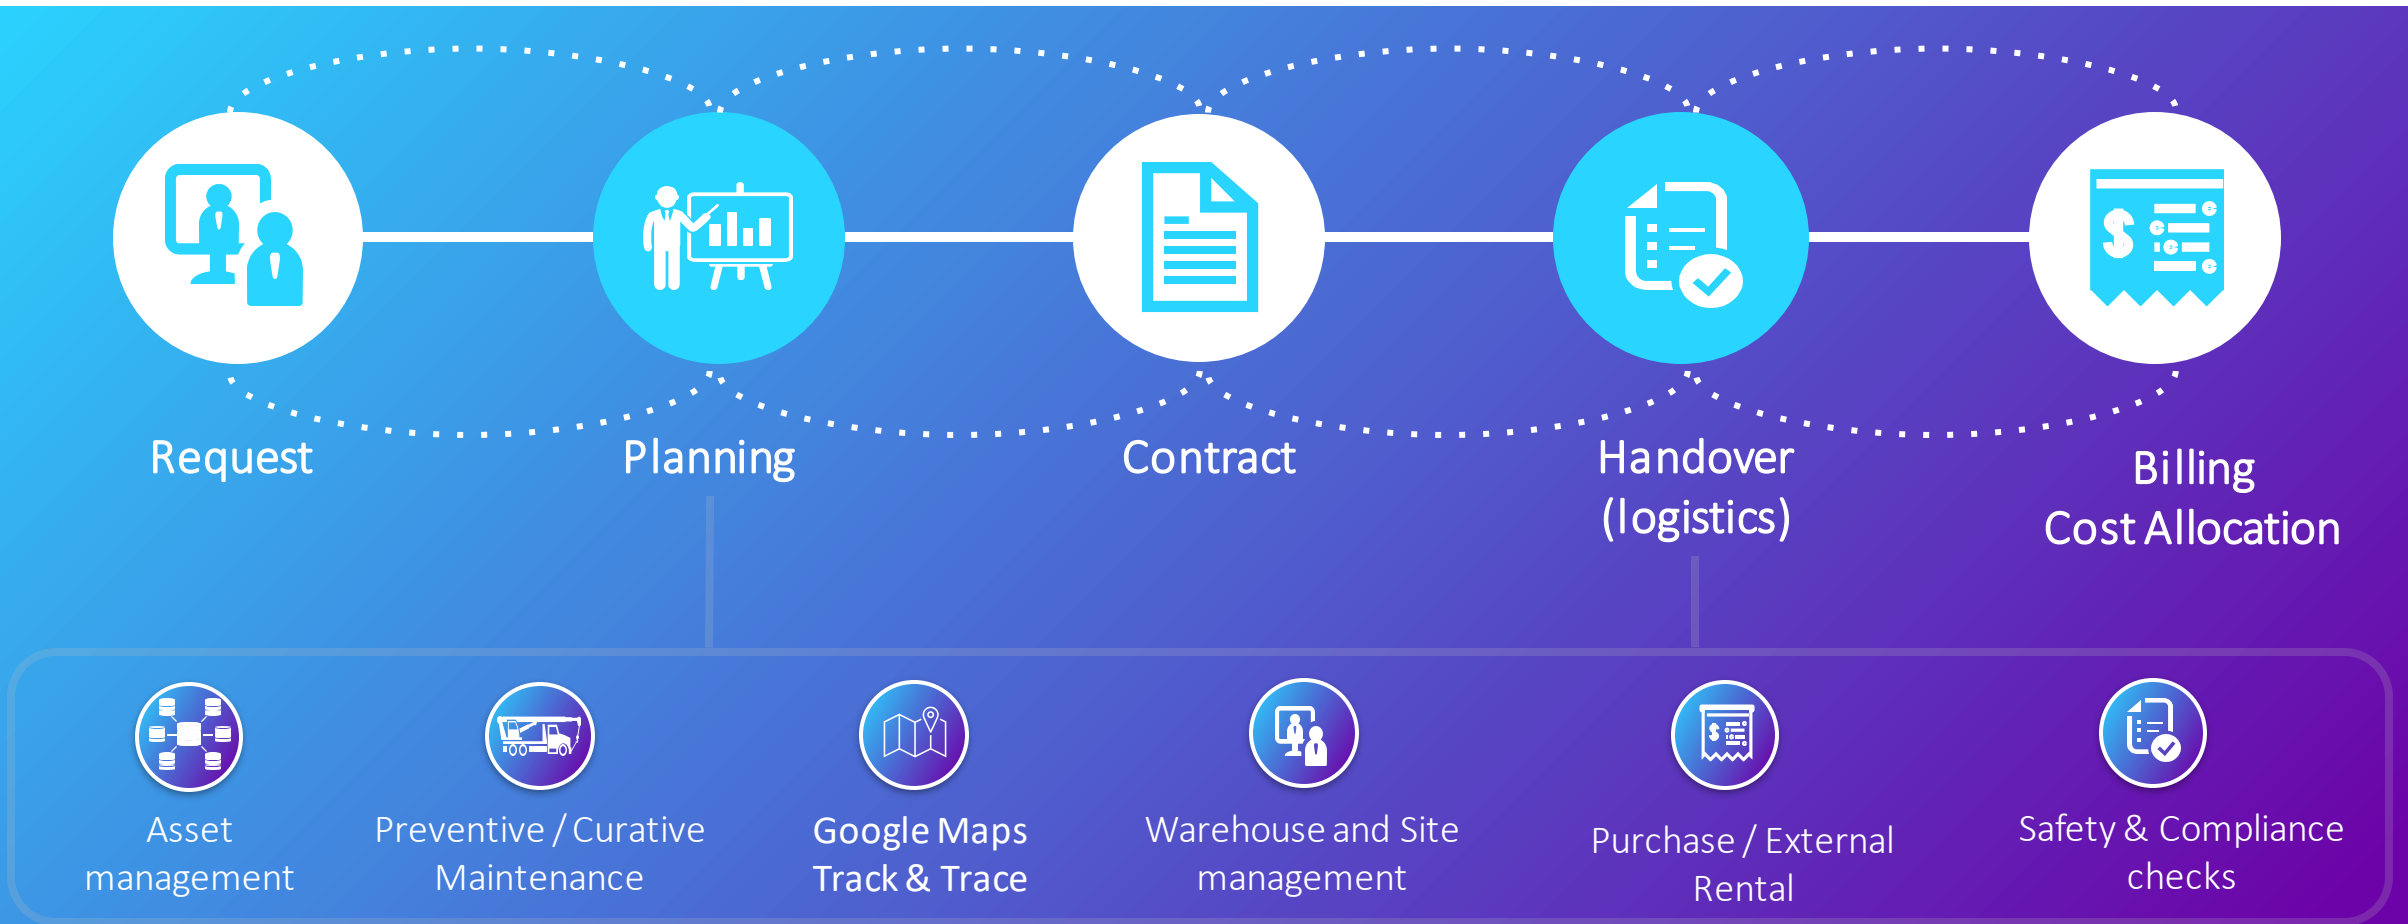 Request
Planning
Contract
Handover
(logistics)
Billing
Cost Allocation
Asset
management
Preventive / Curative
Maintenance
Google Maps
Track & Trace
Warehouse and Site
management
Purchase / External
Rental
Safety & Compliance
checks